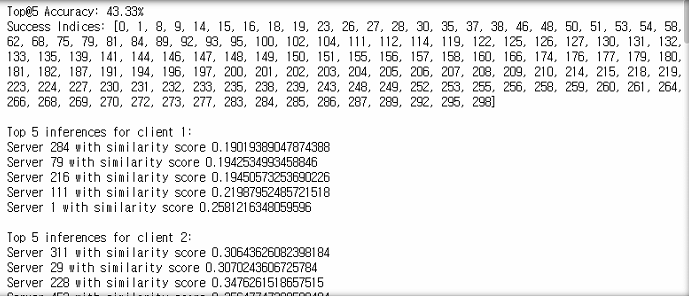 Top@5 Accuracy: 43.33%
Success Indices: [0, 1, 8, 9, 14, 15, 16, 18, 19, 23, 26, 27, 28, 30, 35, 37, 38, 46, 48, 50, 51, 53, 54, 58,
62, 68, 75, 79, 81, 84, 89, 92, 93, 95, 100, 102, 104, 111, 112, 114, 119, 122, 125, 126, 127, 130, 131, 132,
133, 135, 139, 141, 144, 146, 147, 148, 149, 150, 151, 155, 156, 157, 158, 160, 166, 174, 176, 177, 179, 180,
181, 182, 187, 191, 194, 196, 197, 200, 201, 202, 203, 204, 205, 206, 207, 208, 209, 210, 214, 215, 218, 219,
223, 224, 227, 230, 231, 232, 233, 235, 238, 239, 243, 248, 249, 252, 253, 255, 256, 258, 259, 260, 261, 264,
266, 268, 269, 270, 272, 273, 277, 283, 284, 285, 286, 287, 289, 292, 295, 298]
Top 5 inferences for client 1:
Server 284 with similarity score 0.19019389047874388
Server 79 with similarity score 0.1942534993458846
Server 216 with similarity score 0.19450573253690226
Server 111 with similarity score 0.21987952485721518
Server 1 with similarity score 0.2581216348059596
Top 5 inferences for client 2:
Server 311 with similarity score 0.30643626082398184
Server 29 with similarity score 0.3070243606725784
Server 228 with similarity score 0.3476261518657515
with similarity score